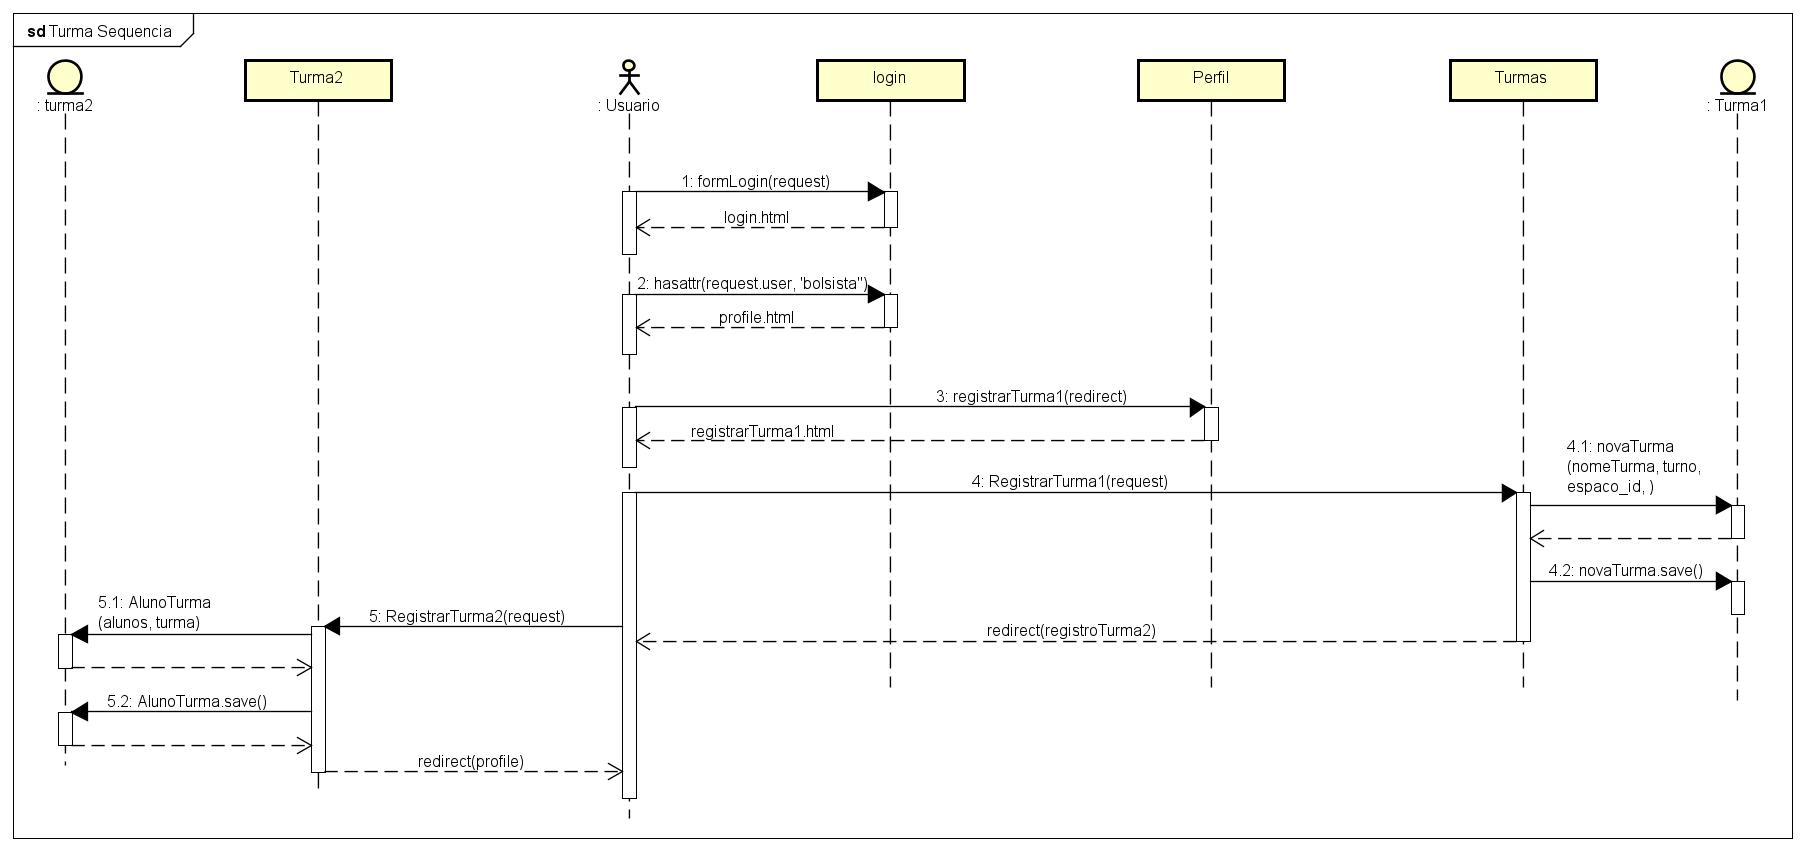 sd Turma Sequencia
: turma2
Turma2
: Usuario
login
Perfil
Turmas
: Turma1
1: formLogin(request)
login.html
2: hasattr(request.user, 'bolsista")
profile.html
3: registrarTurma1(redirect)
registrarTurma1.html
4: RegistrarTurma1(request)
4.1: novaTurma
(nomeTurma, turno,
espaco_id, )
4.2: novaTurma.save()
5.1: AlunoTurma
(alunos, turma)
5: RegistrarTurma2(request)
redirect(registroTurma2)
5.2: AlunoTurma.save()
redirect(profile)